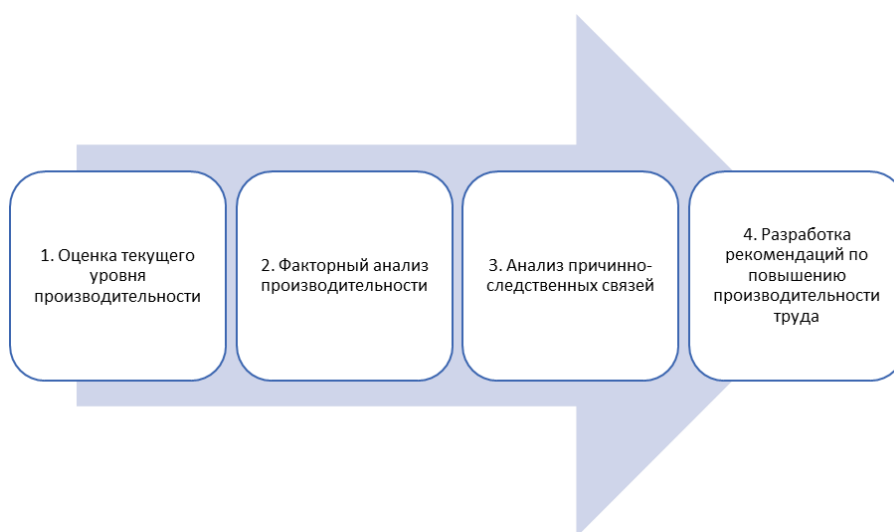 1. Оценка текущего
уровня
производительности
2. Факторный анализ
производительности
3. Анализ причинно-
следственных связей
4. Разработка
рекомендаций по
повышению
производительности
труда